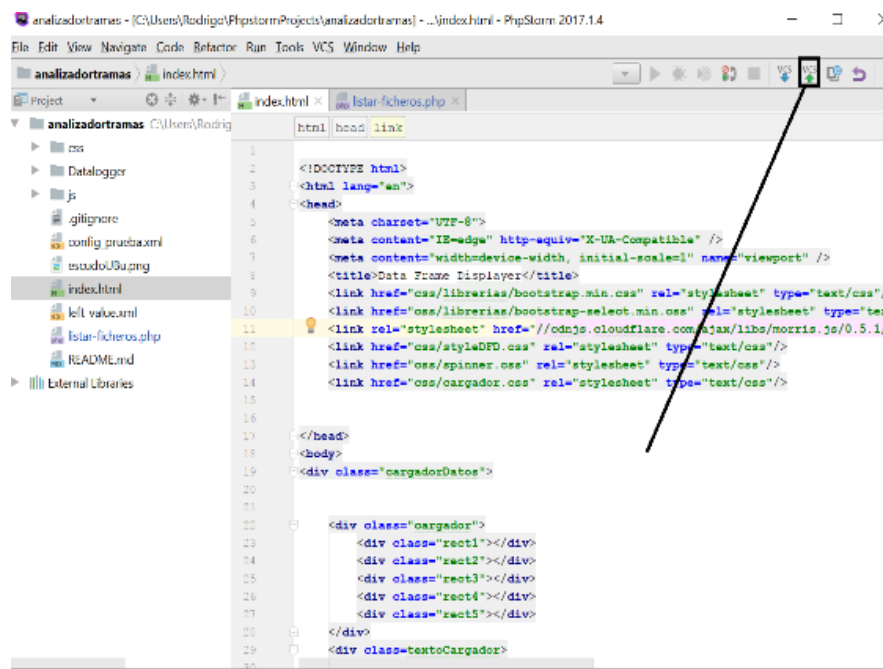 analizadortramas - [C:\Users\Rodrigo\PhpstormProjects\analizadortramas] - ...\index.html - PhpStorm 2017.1.4
File Edit View Navigate Code Refactor Run Tools VCS Window Help
analizadortramas index.html
VCS VCS
Project
index.html listar-ficheros.php
analizadortramas C:\Users\Rodrig
html head link
css
Datalogger
js
.gitignore
config_prueba.xml
escudoUBu.png
index.html
left_value.xml
listar-ficheros.php
README.md
External Libraries
1
2 <!DOCTYPE html>
3 <html lang="en">
4 <head>
5 <meta charset="UTF-8">
6 <meta content="IE=edge" http-equiv="X-UA-Compatible" />
7 <meta content="width=device-width, initial-scale=1" name="viewport" />
8 <title>Data Frame Displayer</title>
9 <link href="css/librerias/bootstrap.min.css" rel="stylesheet" type="text/css"/
10 <link href="css/librerias/bootstrap-select.min.css" rel="stylesheet" type="tex
11 <link rel="stylesheet" href="//cdnjs.cloudflare.com/ajax/libs/morris.js/0.5.1/
12 <link href="css/styleDFD.css" rel="stylesheet" type="text/css"/>
13 <link href="css/spinner.css" rel="stylesheet" type="text/css"/>
14 <link href="css/cargador.css" rel="stylesheet" type="text/css"/>
15
16
17 </head>
18 <body>
19 <div class="cargadorDatos">
20
21
22 <div class="cargador">
23 <div class="rect1"></div>
24 <div class="rect2"></div>
25 <div class="rect3"></div>
26 <div class="rect4"></div>
27 <div class="rect5"></div>
28 </div>
29 <div class=textoCargador>
30